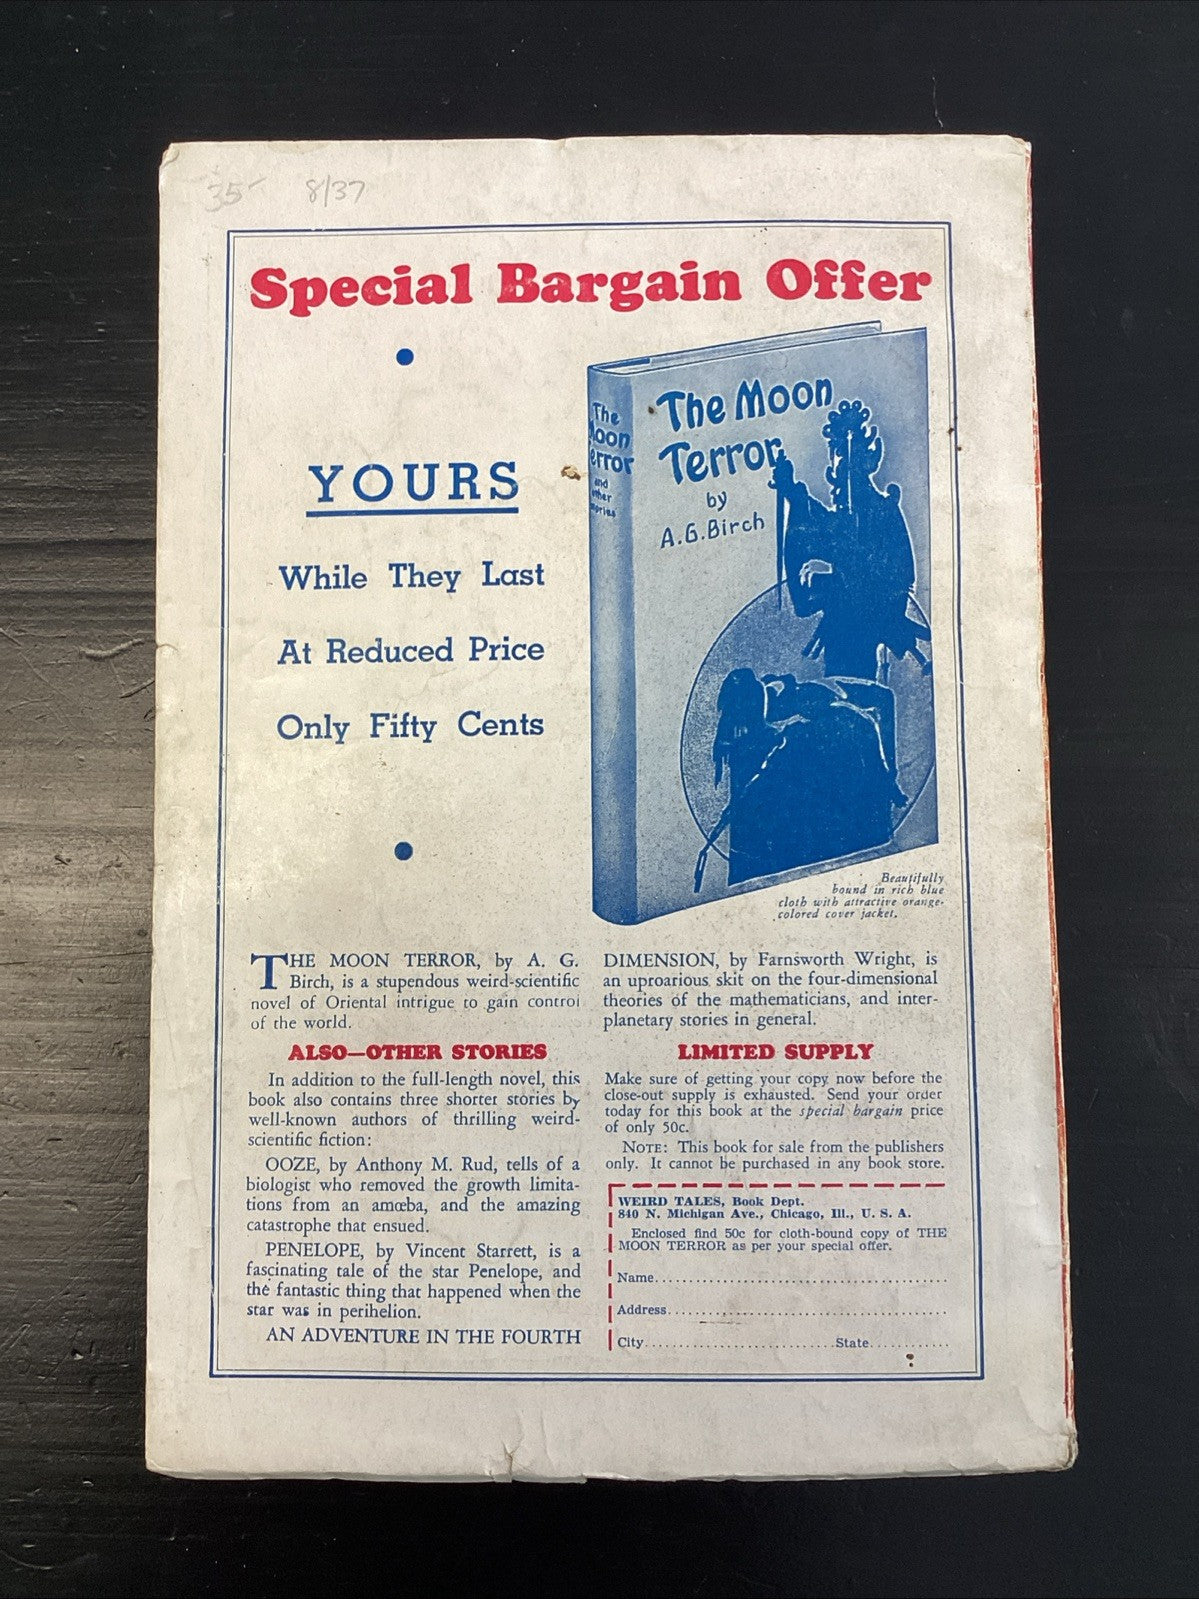 35- 8/37
Special Bargain Offer
YOURS
While They Last
At Reduced Price
Only Fifty Cents
The
Moon
Terror
and
other
stories
The Moon
Terror
by
A.G.Birch
Beautifully
bound in rich blue
cloth with attractive orange-
colored cover jacket.
THE MOON TERROR, by A. G.
Birch, is a stupendous weird-scientific
novel of Oriental intrigue to gain control
of the world.
ALSO—OTHER STORIES
In addition to the full-length novel, this
book also contains three shorter stories by
well-known authors of thrilling weird-
scientific fiction:
OOZE, by Anthony M. Rud, tells of a
biologist who removed the growth limita-
tions from an amœba, and the amazing
catastrophe that ensued.
PENELOPE, by Vincent Starrett, is a
fascinating tale of the star Penelope, and
the fantastic thing that happened when the
star was in perihelion.
AN ADVENTURE IN THE FOURTH
DIMENSION, by Farnsworth Wright, is
an uproarious skit on the four-dimensional
theories of the mathematicians, and inter-
planetary stories in general.
LIMITED SUPPLY
Make sure of getting your copy now before the
close-out supply is exhausted. Send your order
today for this book at the special bargain price
of only 50c.
NOTE: This book for sale from the publishers
only. It cannot be purchased in any book store.
WEIRD TALES, Book Dept.
840 N. Michigan Ave., Chicago, Ill., U. S. A.
Enclosed find 50c for cloth-bound copy of THE
MOON TERROR as per your special offer.
Name
Address
City State